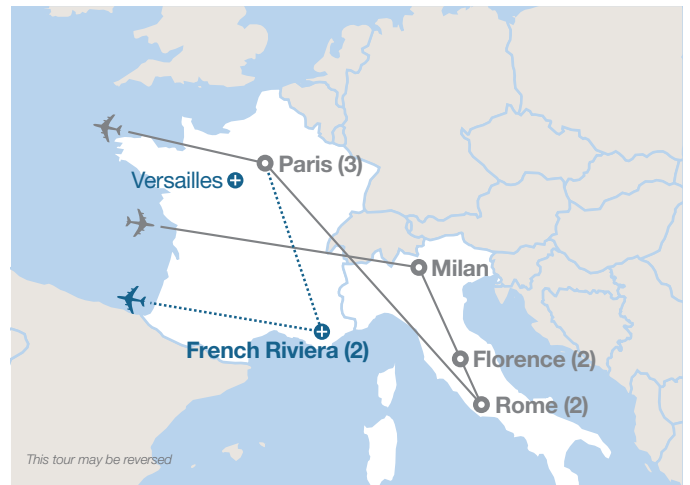 Paris (3)
Versailles
Milan
French Riviera (2)
Florence (2)
Rome (2)
This tour may be reversed